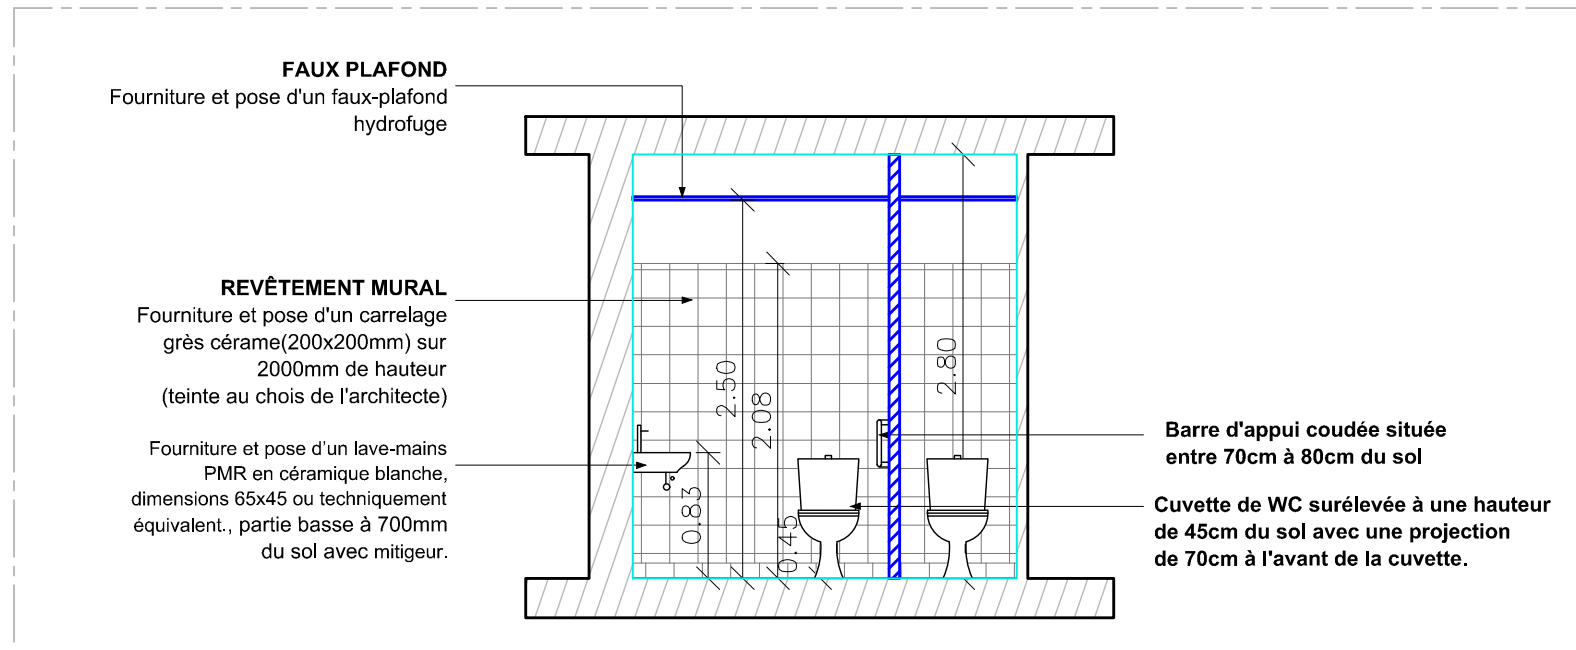 FAUX PLAFOND
Fourniture et pose d'un faux-plafond
hydrofuge
REVÊTEMENT MURAL
Fourniture et pose d'un carrelage
grès cérame(200x200mm) sur
2000mm de hauteur
(teinte au chois de l'architecte)
Fourniture et pose d'un lave-mains
PMR en céramique blanche,
dimensions 65x45 ou techniquement
équivalent., partie basse à 700mm
du sol avec mitigeur.
0.83
2.50
2.08
0.45
2.80
Barre d'appui coudée située
entre 70cm à 80cm du sol
Cuvette de WC surélevée à une hauteur
de 45cm du sol avec une projection
de 70cm à l'avant de la cuvette.